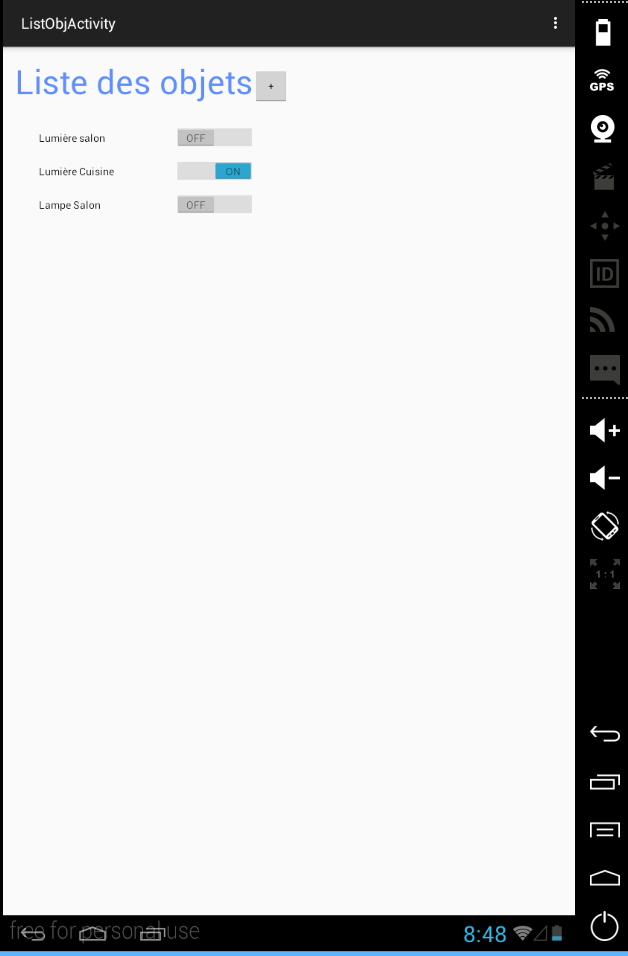 ListObjActivity
GPS
Liste des objets +
Lumière salon OFF
Lumière Cuisine ON
Lampe Salon OFF
ID
1:1
free for personal use
8:48